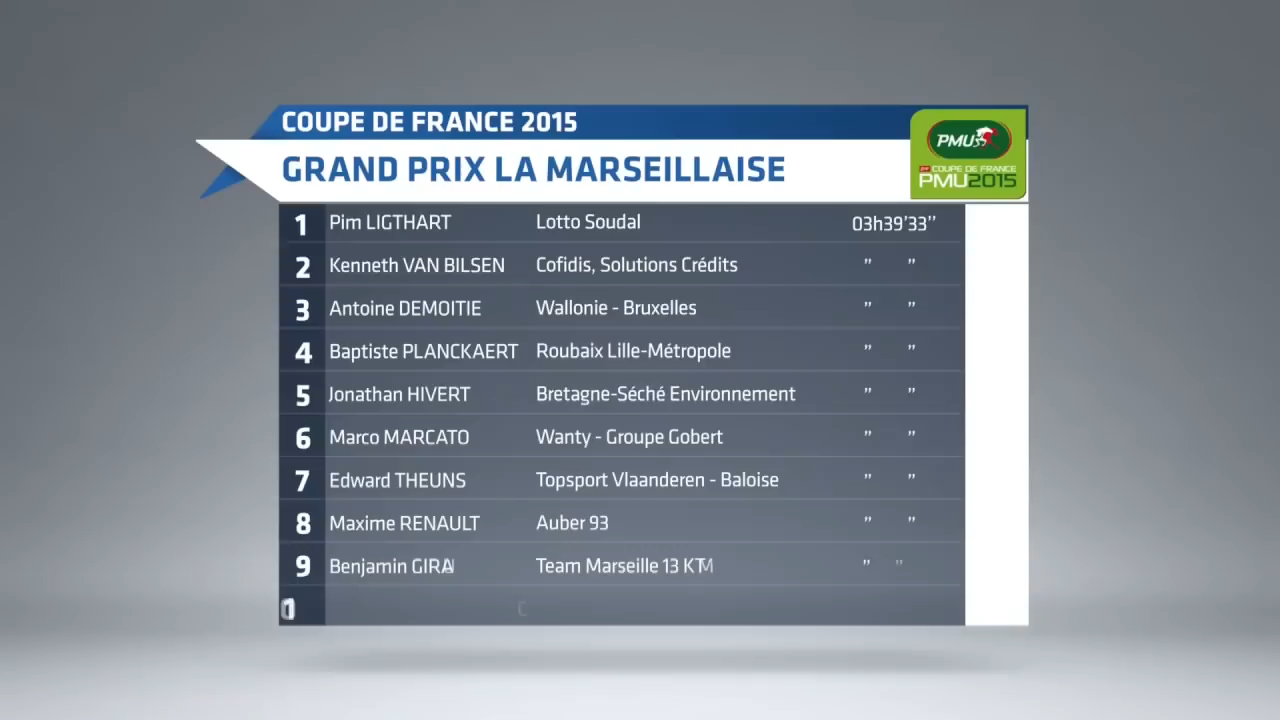 COUPE DE FRANCE 2015
GRAND PRIX LA MARSEILLAISE
PMU
COUPE DE FRANCE
PMU2015
1 Pim LIGTHART Lotto Soudal 03h39'33''
2 Kenneth VAN BILSEN Cofidis, Solutions Crédits " "
3 Antoine DEMOITIE Wallonie - Bruxelles " "
4 Baptiste PLANCKAERT Roubaix Lille-Métropole " "
5 Jonathan HIVERT Bretagne-Séché Environnement " "
6 Marco MARCATO Wanty - Groupe Gobert " "
7 Edward THEUNS Topsport Vlaanderen - Baloise " "
8 Maxime RENAULT Auber 93 " "
9 Benjamin Team Marseille 13 KTM " "